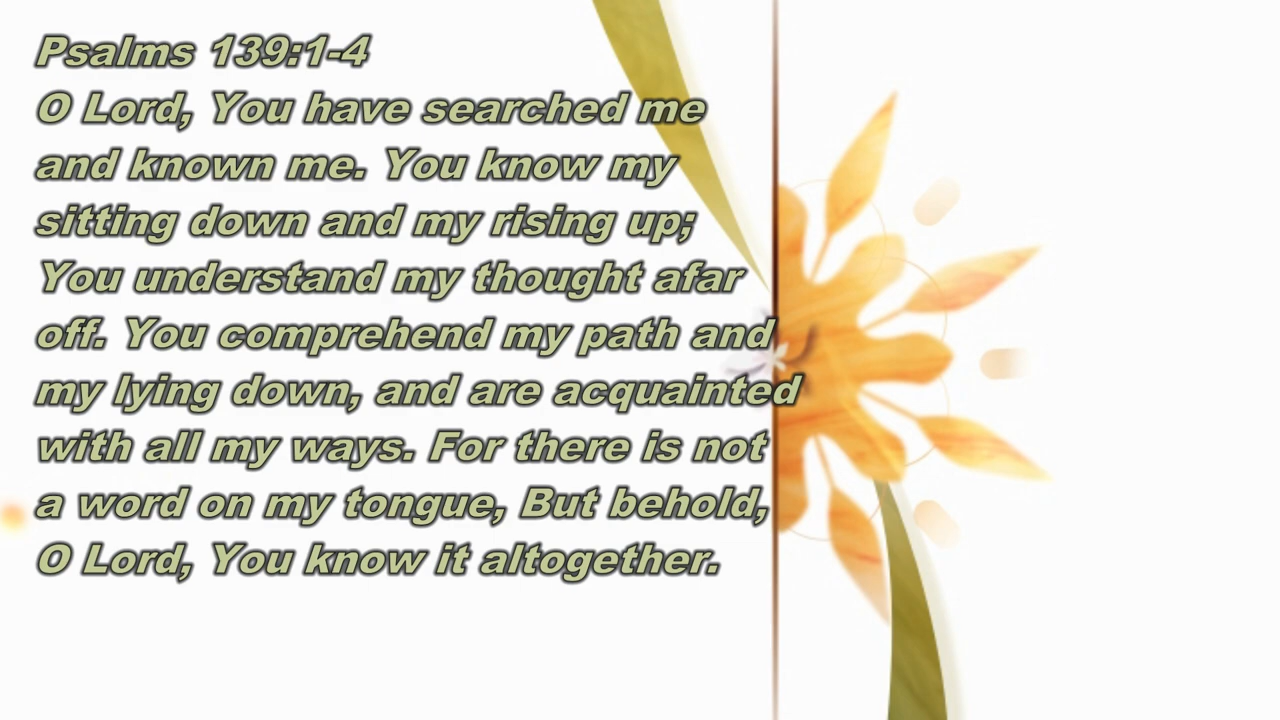 Psalms 139:1-4
O Lord, You have searched me
and known me. You know my
sitting down and my rising up;
You understand my thought afar
off. You comprehend my path and
my lying down, and are acquainted
with all my ways. For there is not
a word on my tongue, But behold,
O Lord, You know it altogether.